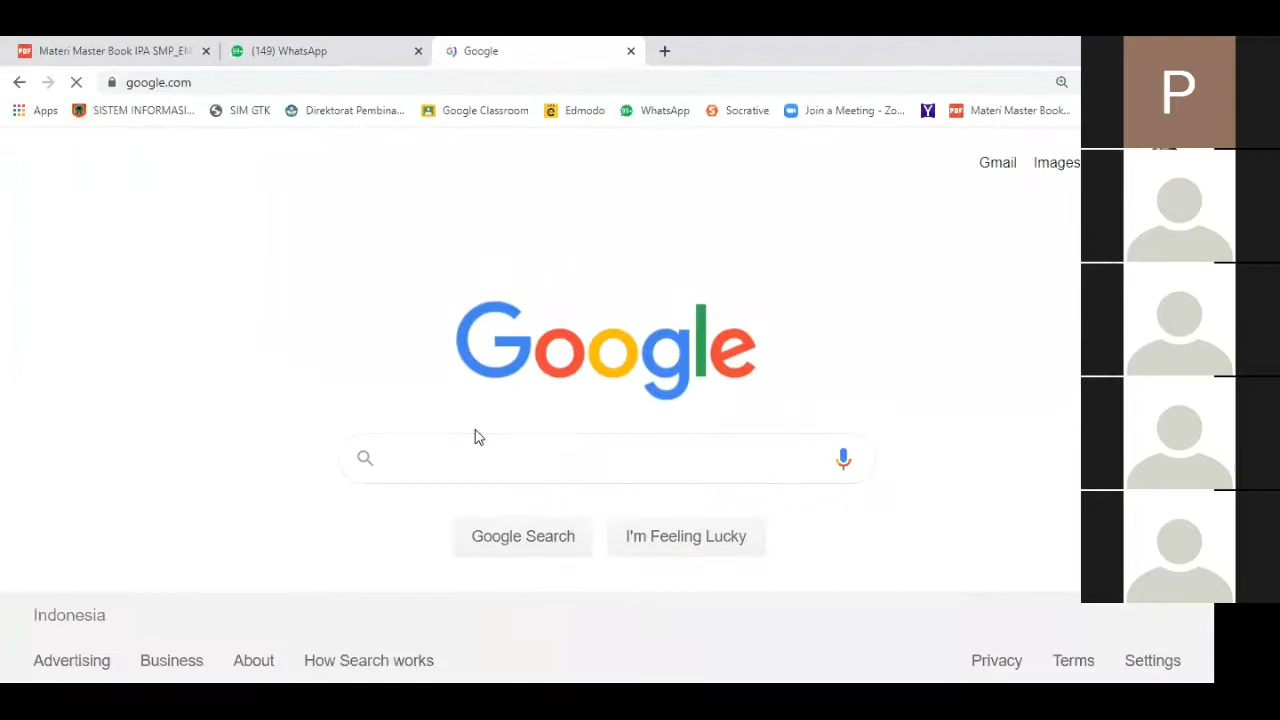 Materi Master Book IPA SMP_EM
(149) WhatsApp
Google
google.com
Apps
SISTEM INFORMASI...
SIM GTK
Direktorat Pembina...
Google Classroom
Edmodo
WhatsApp
Socrative
Join a Meeting - Zo...
Materi Master Book...
Gmail
Images
P
Google
Google Search
I'm Feeling Lucky
Indonesia
Advertising
Business
About
How Search works
Privacy
Terms
Settings